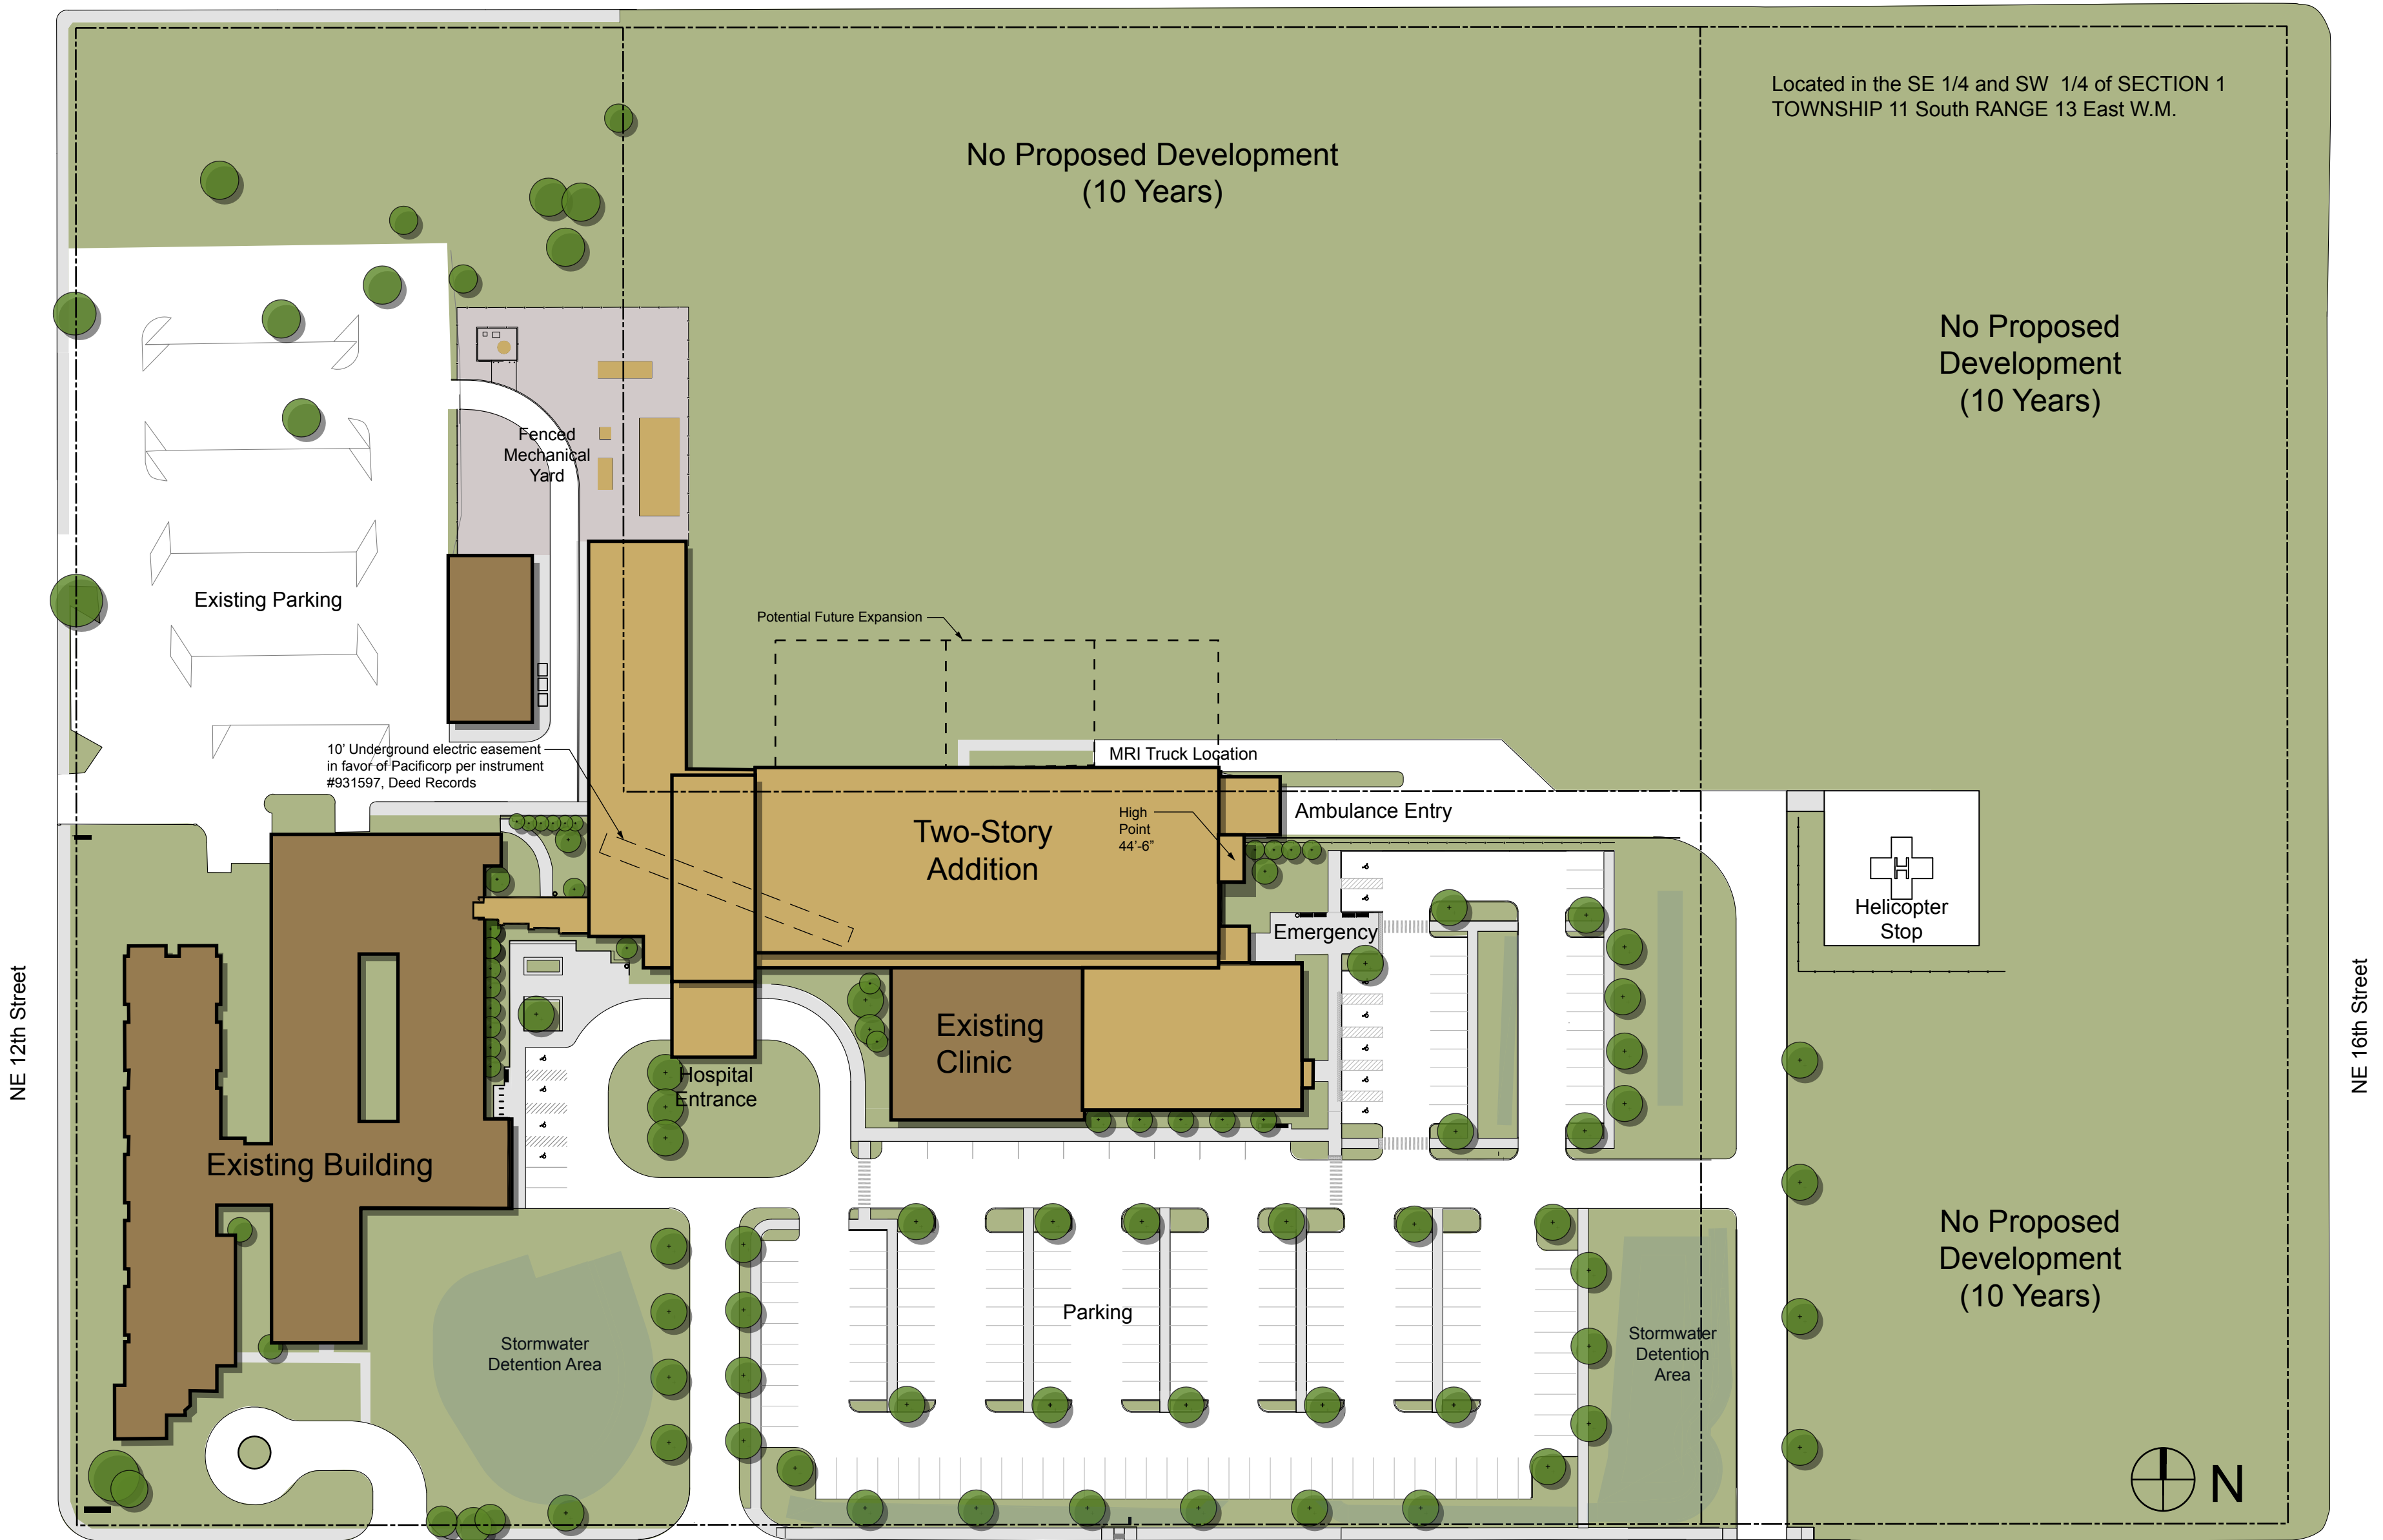 Located in the SE 1/4 and SW 1/4 of SECTION 1
TOWNSHIP 11 South RANGE 13 East W.M.
No Proposed Development
(10 Years)
No Proposed
Development
(10 Years)
Fenced
Mechanical
Yard
Existing Parking
Potential Future Expansion
10' Underground electric easement
in favor of Pacificorp per instrument
#931597, Deed Records
MRI Truck Location
Ambulance Entry
High
Point
44'-6"
Two-Story
Addition
H
Helicopter
Stop
Emergency
NE 12th Street
NE 16th Street
Existing
Clinic
Hospital
Entrance
Existing Building
No Proposed
Development
(10 Years)
Parking
Stormwater
Detention Area
Stormwater
Detention
Area
N